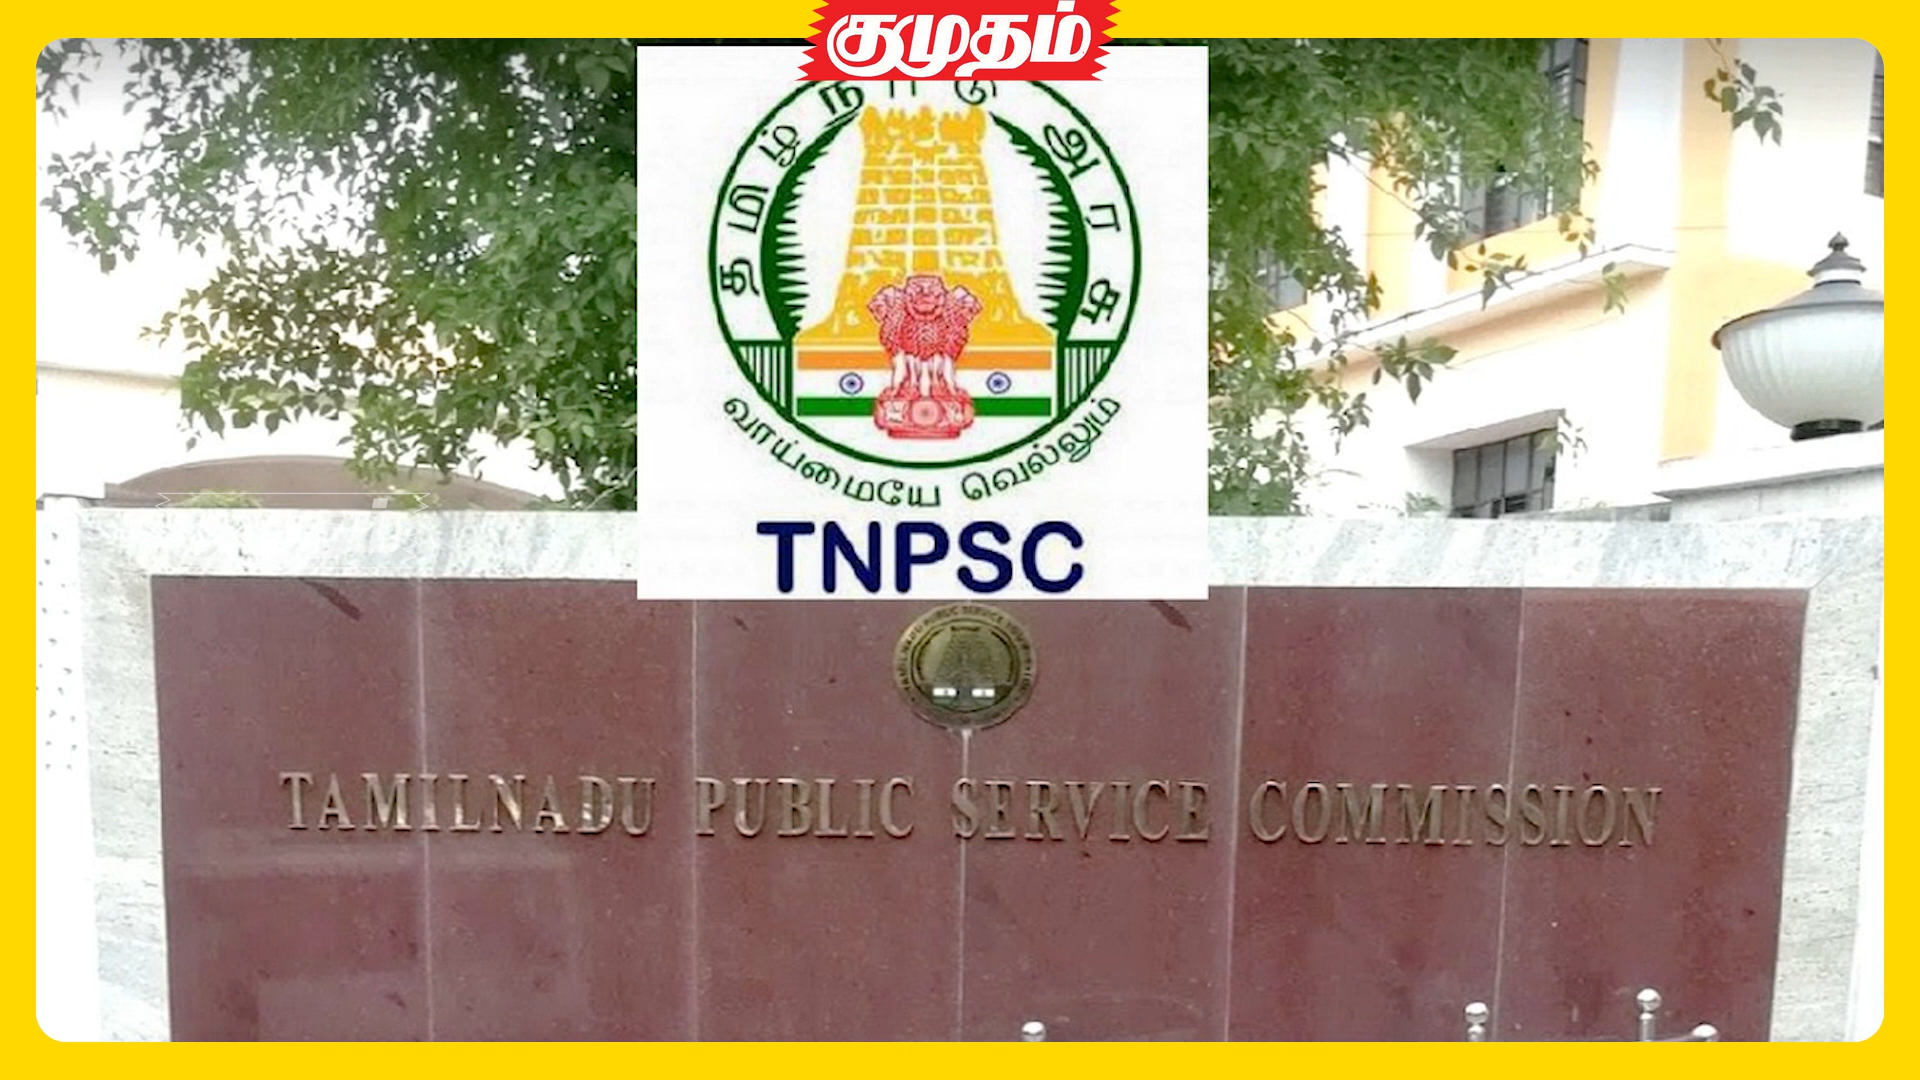 குமுதம்
தமிழ்நாடு அரசு
வாய்மையே வெல்லும்
TNPSC
TAMILNADU PUBLIC SERVICE COMMISSION